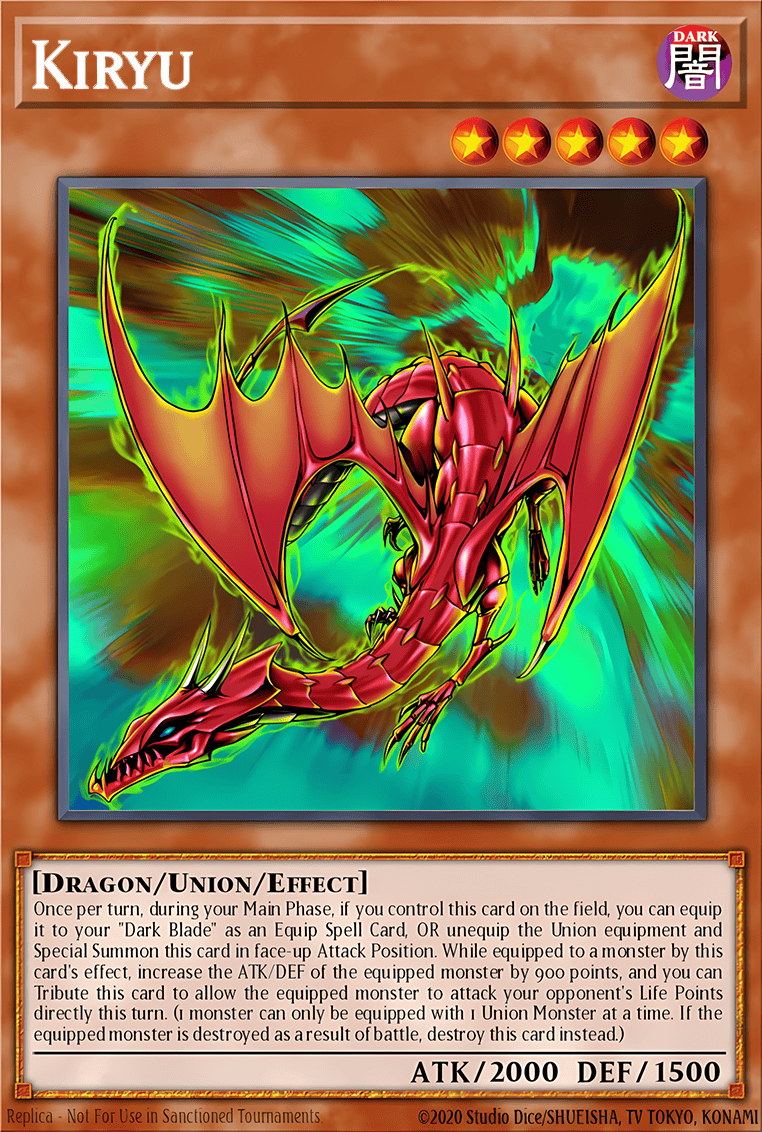 Kiryu
DARK
闇
[Dragon/Union/Effect]
Once per turn, during your Main Phase, if you control this card on the field, you can equip
it to your "Dark Blade" as an Equip Spell Card, OR unequip the Union equipment and
Special Summon this card in face-up Attack Position. While equipped to a monster by this
card's effect, increase the ATK/DEF of the equipped monster by 900 points, and you can
Tribute this card to allow the equipped monster to attack your opponent's Life Points
directly this turn. (1 monster can only be equipped with 1 Union Monster at a time. If the
equipped monster is destroyed as a result of battle, destroy this card instead.)
ATK/2000 DEF/1500
Replica - Not For Use in Sanctioned Tournaments.
©2020 Studio Dice/SHUEISHA, TV TOKYO, KONAMI